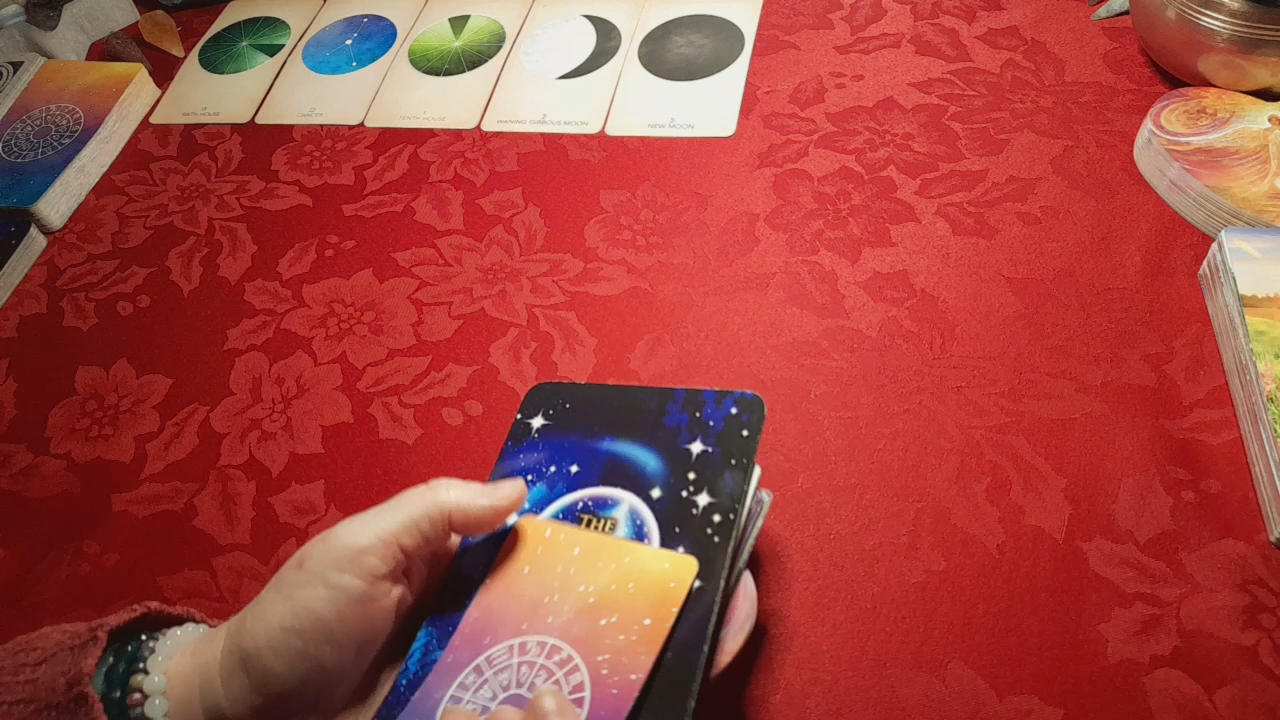 SIXTH HOUSE
CANCER
TENTH HOUSE
WANING GIBBOUS MOON
NEW MOON
THE